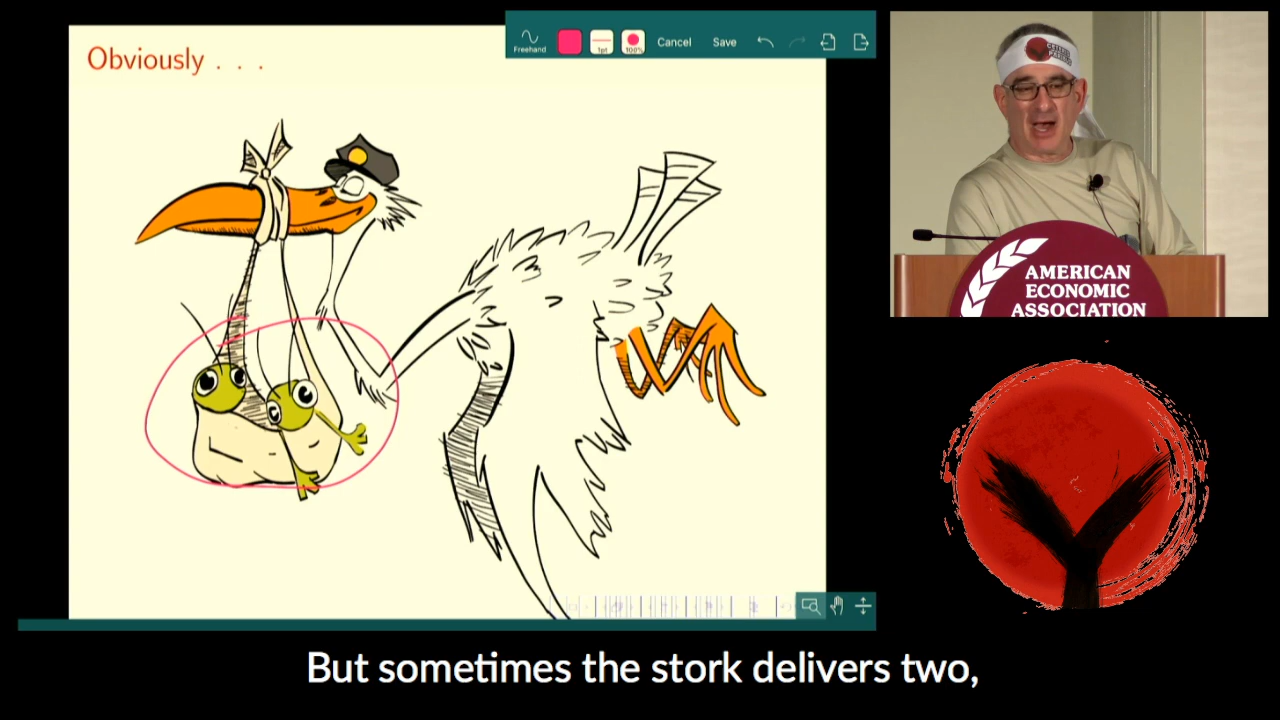 Obviously . . .
Freehand
1pt
100%
Cancel
Save
AMERICAN
ECONOMIC
ASSOCIATION
But sometimes the stork delivers two,